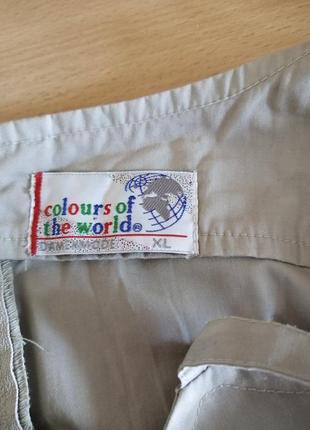 colours of
the world®
DAMENMODE XL